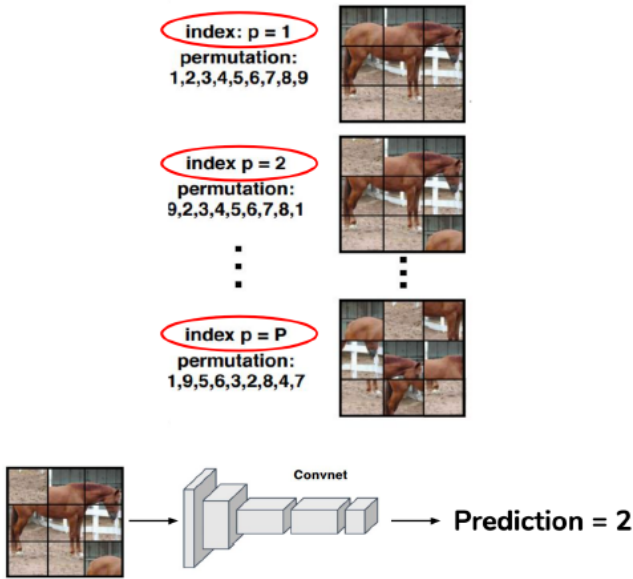 index: p = 1
permutation:
1,2,3,4,5,6,7,8,9
index p = 2
permutation:
9,2,3,4,5,6,7,8,1
index p = P
permutation:
1,9,5,6,3,2,8,4,7
Convnet
Prediction = 2